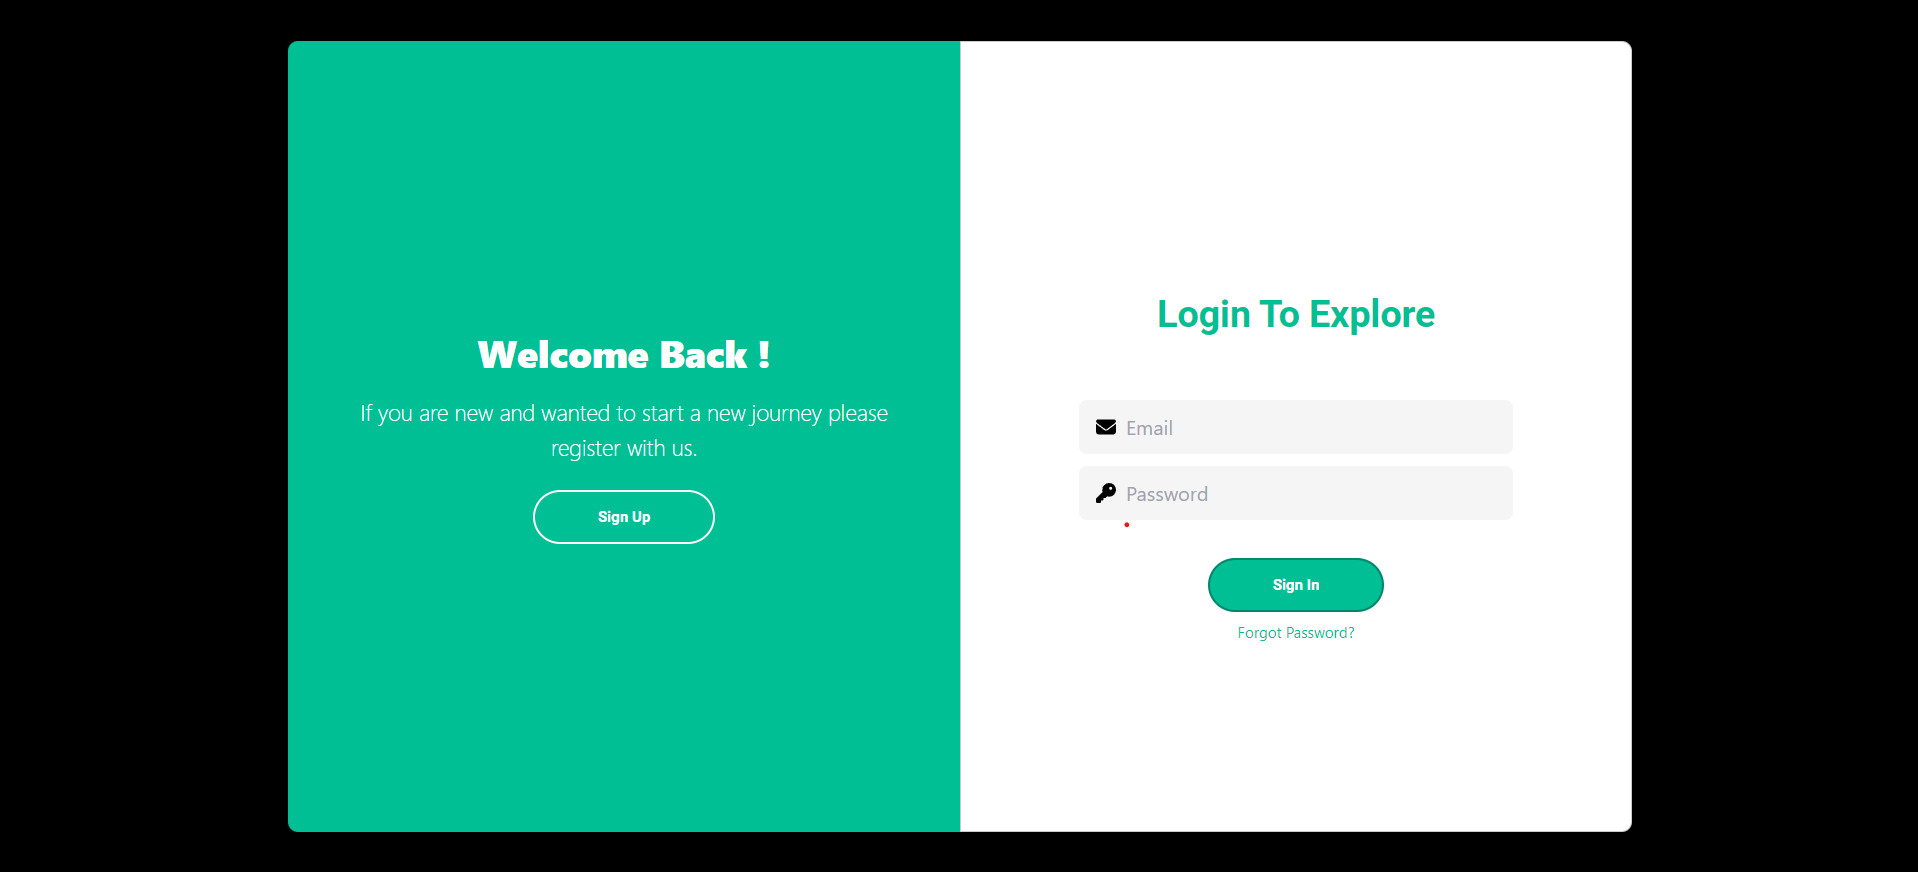 Welcome Back !
If you are new and wanted to start a new journey please
register with us.
Sign Up
Login To Explore
Email
Password
Sign In
Forgot Password?